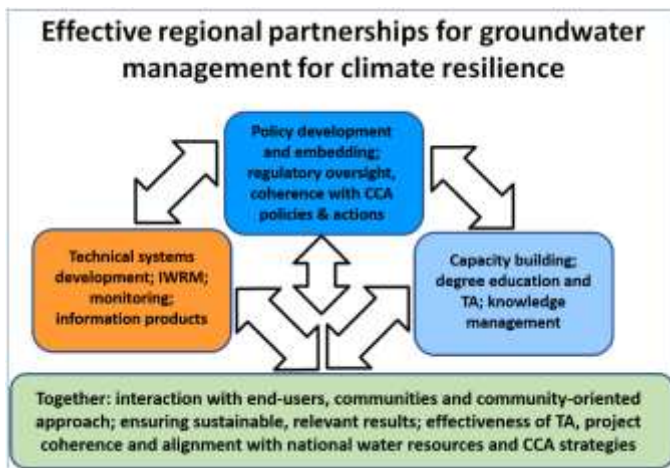 Effective regional partnerships for groundwater
management for climate resilience
Policy development
and embedding;
regulatory oversight,
coherence with CCA
policies & actions
Technical systems
development; IWRM;
monitoring;
information products
Capacity building;
degree education and
TA; knowledge
management
Together: interaction with end-users, communities and community-oriented
approach; ensuring sustainable, relevant results; effectiveness of TA, project
coherence and alignment with national water resources and CCA strategies